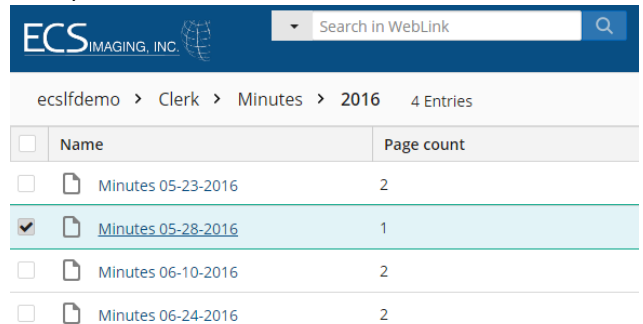 ECS IMAGING, INC.
Search in WebLink
ecslfdemo > Clerk > Minutes > 2016 4 Entries
Name Page count
Minutes 05-23-2016 2
Minutes 05-28-2016 1
Minutes 06-10-2016 2
Minutes 06-24-2016 2